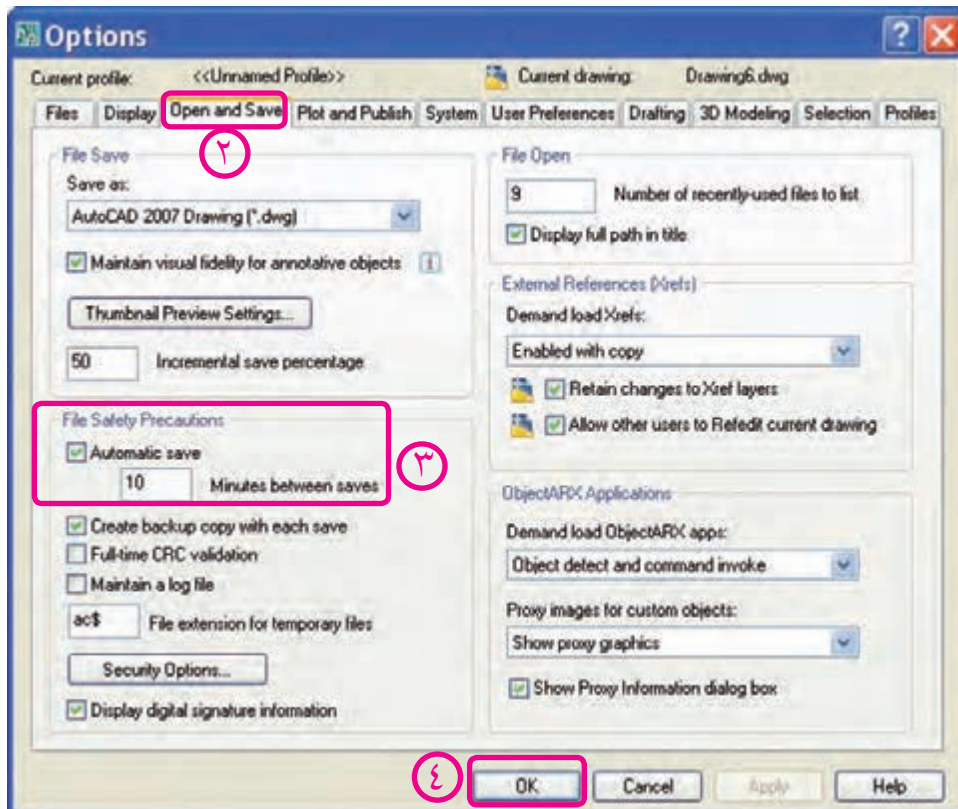 Options
Current profile: <<Unnamed Profile>> Current drawing: Drawing6.dwg
Files Display Open and Save Plot and Publish System User Preferences Drafting 3D Modeling Selection Profiles
۲
File Save
Save as:
AutoCAD 2007 Drawing (*.dwg)
Maintain visual fidelity for annotative objects
Thumbnail Preview Settings...
50 Incremental save percentage
File Safety Precautions
Automatic save
10 Minutes between saves
۳
Create backup copy with each save
Full-time CRC validation
Maintain a log file
ac$ File extension for temporary files
Security Options...
Display digital signature information
File Open
9 Number of recently-used files to list
Display full path in title
External References (Xrefs)
Demand load Xrefs:
Enabled with copy
Retain changes to Xref layers
Allow other users to Refedit current drawing
ObjectARX Applications
Demand load ObjectARX apps:
Object detect and command invoke
Proxy images for custom objects:
Show proxy graphics
Show Proxy Information dialog box
٤ OK Cancel Apply Help